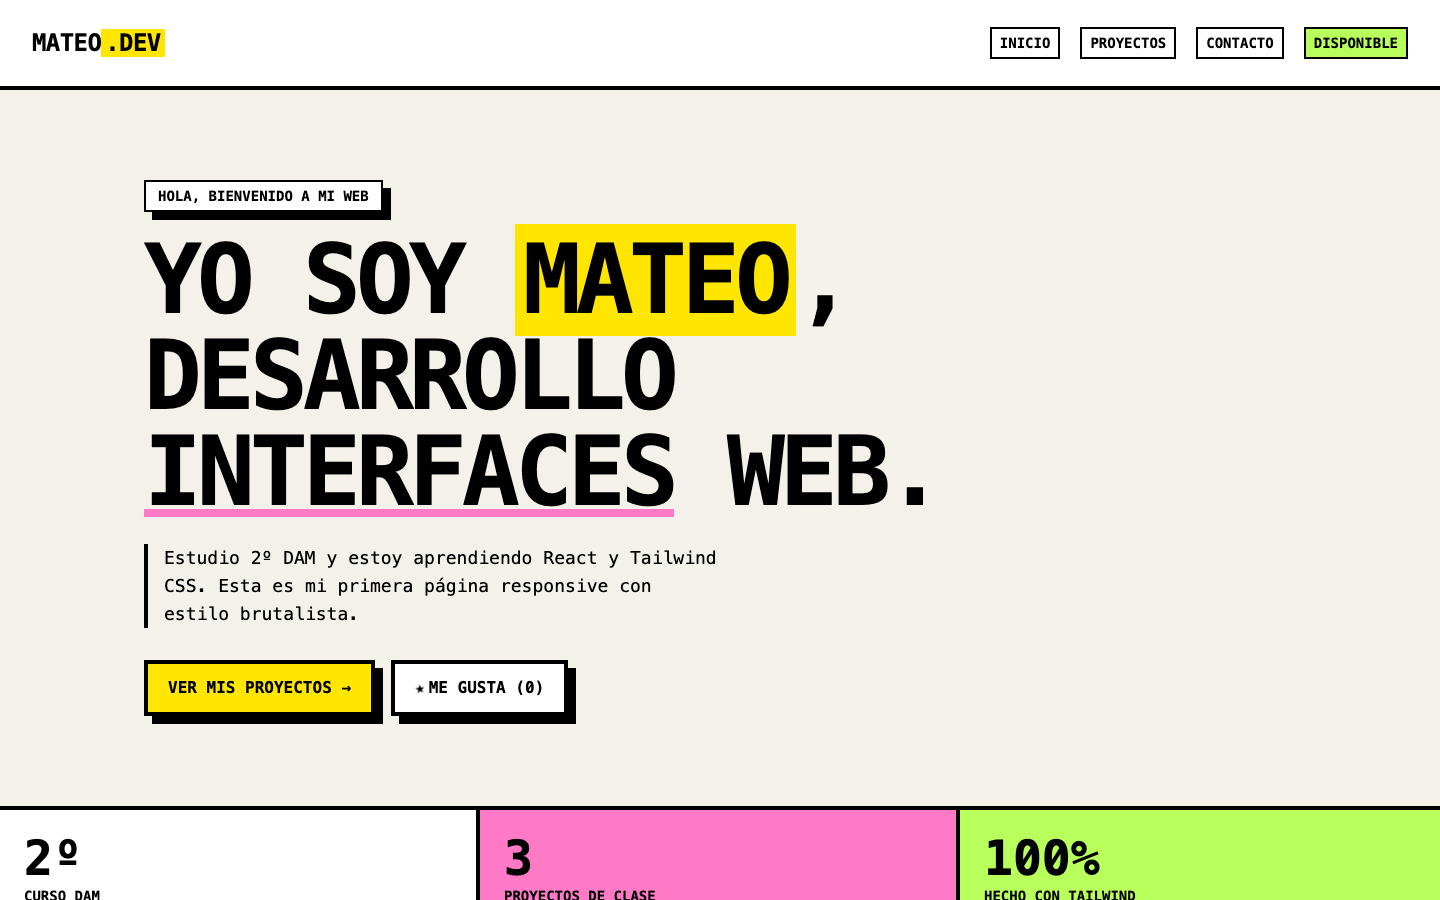 MATEO.DEV
INICIO
PROYECTOS
CONTACTO
DISPONIBLE
HOLA, BIENVENIDO A MI WEB
YO SOY MATEO,
DESARROLLO
INTERFACES WEB.
Estudio 2º DAM y estoy aprendiendo React y Tailwind
CSS. Esta es mi primera página responsive con
estilo brutalista.
VER MIS PROYECTOS →
★ ME GUSTA (0)
2º
CURSO DAM
3
PROYECTOS DE CLASE
100%
HECHO CON TAILWIND